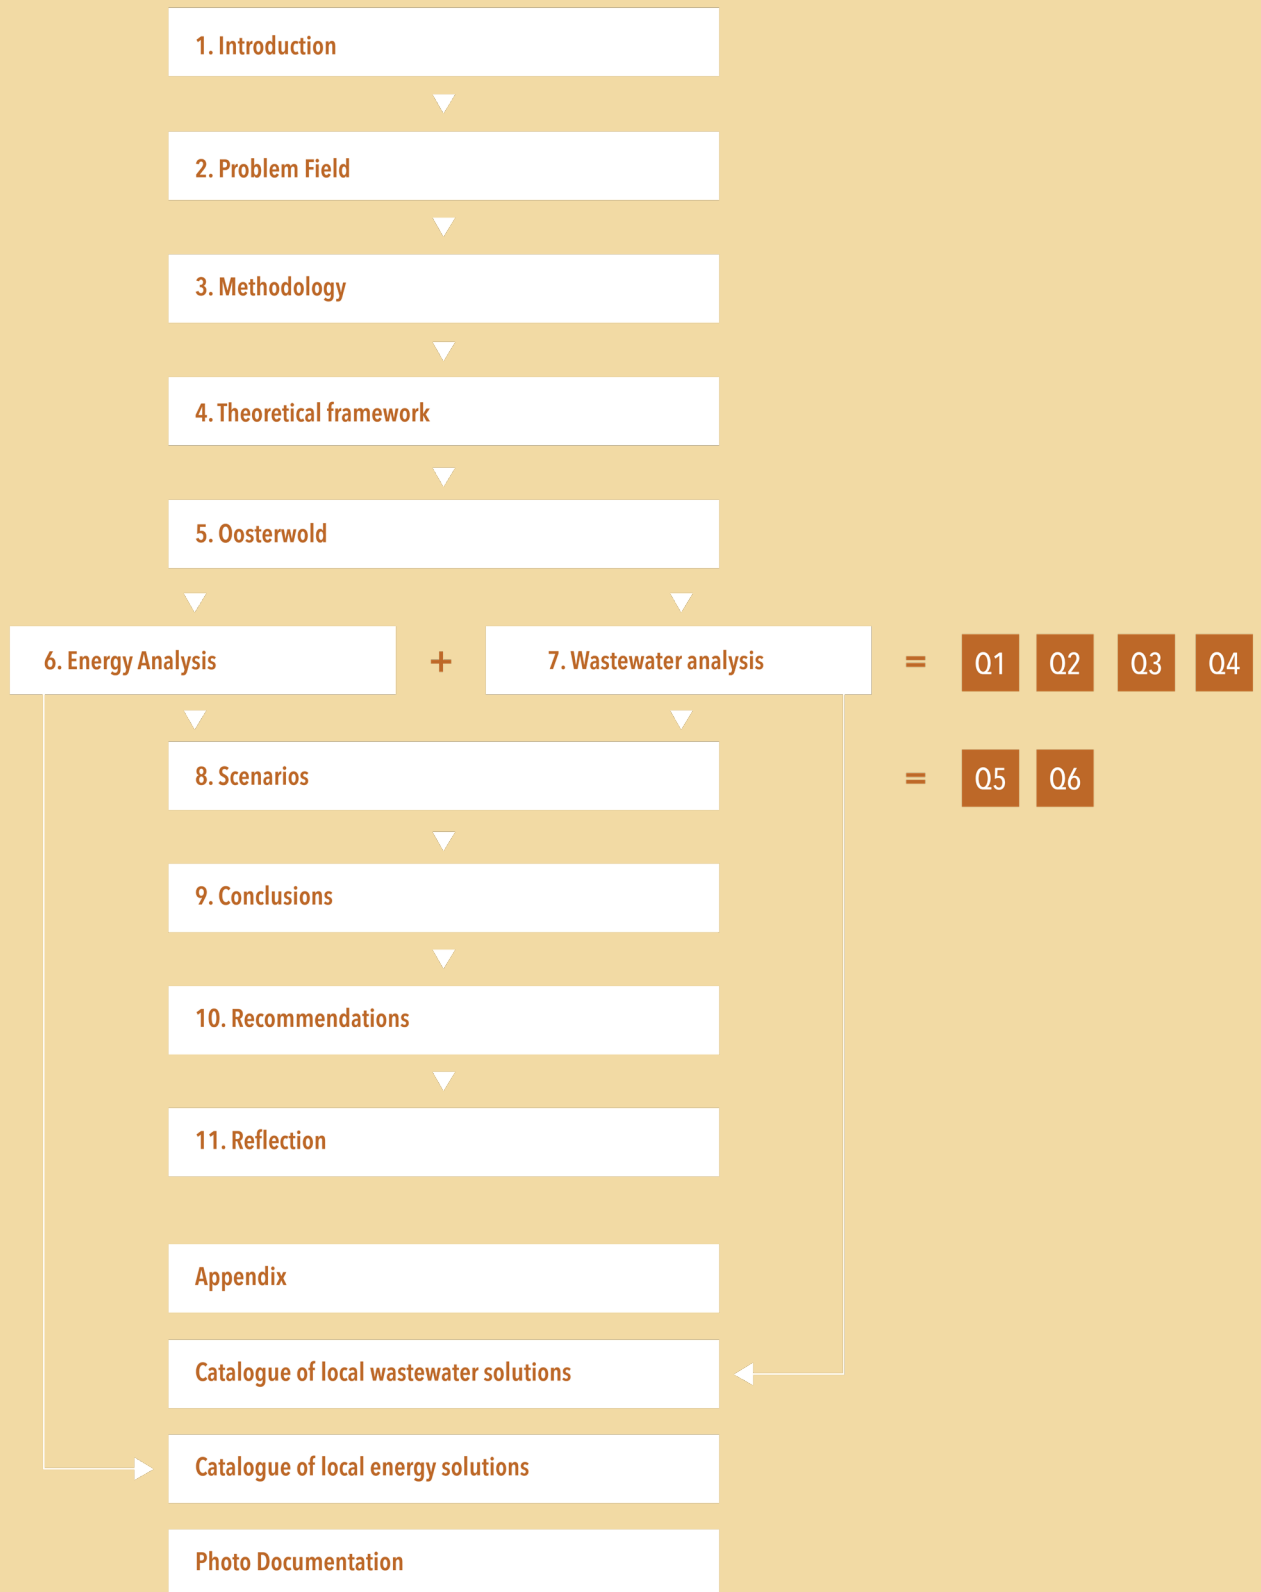 1. Introduction
2. Problem Field
3. Methodology
4. Theoretical framework
5. Oosterwold
6. Energy Analysis + 7. Wastewater analysis = Q1 Q2 Q3 Q4
8. Scenarios = Q5 Q6
9. Conclusions
10. Recommendations
11. Reflection
Appendix
Catalogue of local wastewater solutions
Catalogue of local energy solutions
Photo Documentation